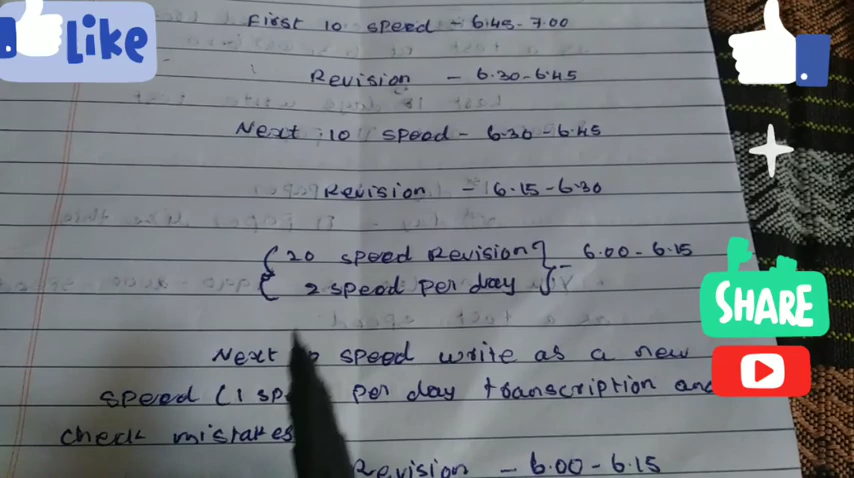 Like
First 10 speed - 6.45-7.00
Revision - 6.30-6.45
Next 10 speed - 6.30-6.45
Revision - 6.15-6.30
{ 20 speed Revision } 6.00-6.15
{ 2 speed per day }
SHARE
Next speed write as a new
speed (1 per day transcription and
check mistakes
Revision - 6.00-6.15